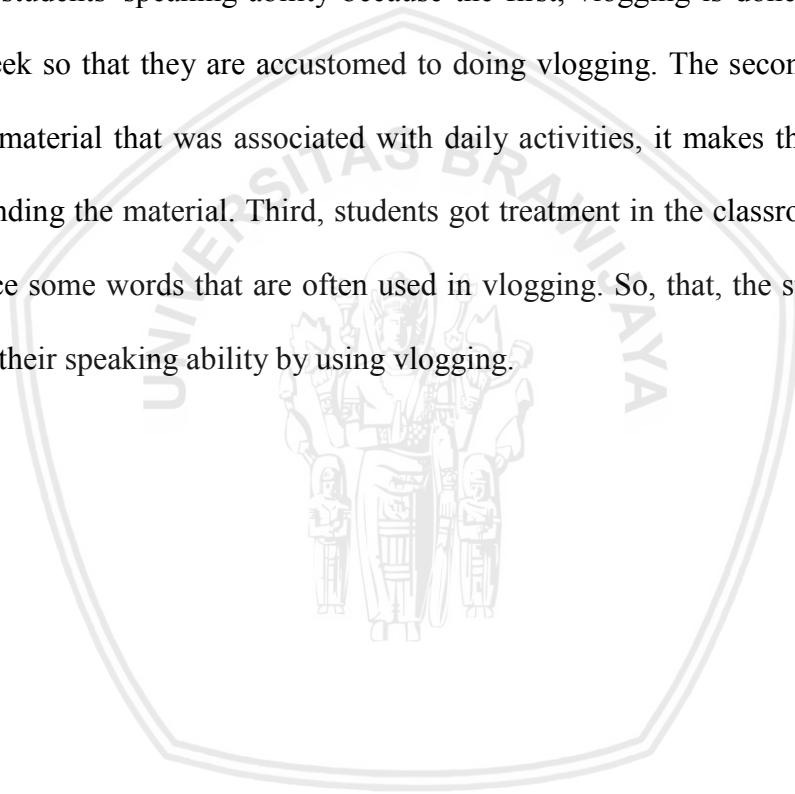 students' speaking ability because the first, vlogging is done
eek so that they are accustomed to doing vlogging. The secon
material that was associated with daily activities, it makes th
nding the material. Third, students got treatment in the classro
ce some words that are often used in vlogging. So, that, the s
their speaking ability by using vlogging.
UNIVERSITAS BRAWIJAYA